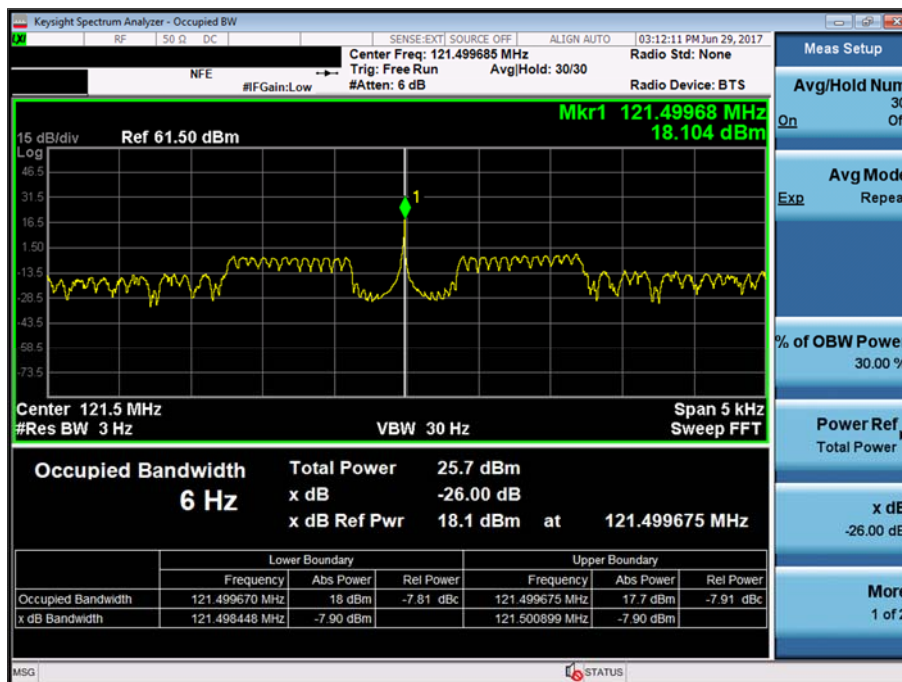 Keysight Spectrum Analyzer - Occupied BW
LXI RF 50 Ω DC SENSE:EXT SOURCE OFF ALIGN AUTO 03:12:11 PM Jun 29, 2017
Center Freq: 121.499685 MHz Radio Std: None
NFE Trig: Free Run Avg|Hold: 30/30
#IFGain:Low #Atten: 6 dB Radio Device: BTS
Mkr1 121.49968 MHz
15 dB/div Ref 61.50 dBm 18.104 dBm
Log
46.5
31.5
1
16.5
1.50
-13.5
-28.5
-43.5
-58.5
-73.5
Center 121.5 MHz Span 5 kHz
#Res BW 3 Hz VBW 30 Hz Sweep FFT
Occupied Bandwidth Total Power 25.7 dBm
6 Hz x dB -26.00 dB
x dB Ref Pwr 18.1 dBm at 121.499675 MHz
Lower Boundary Upper Boundary
Frequency Abs Power Rel Power Frequency Abs Power Rel Power
Occupied Bandwidth 121.499670 MHz 18 dBm -7.81 dBc 121.499675 MHz 17.7 dBm -7.91 dBc
x dB Bandwidth 121.498448 MHz -7.90 dBm 121.500899 MHz -7.90 dBm
MSG STATUS
Meas Setup
Avg/Hold Num
30
On Of
Avg Mode
Exp Repea
% of OBW Power
30.00 %
Power Ref
Total Power
x dB
-26.00 dB
More
1 of 2